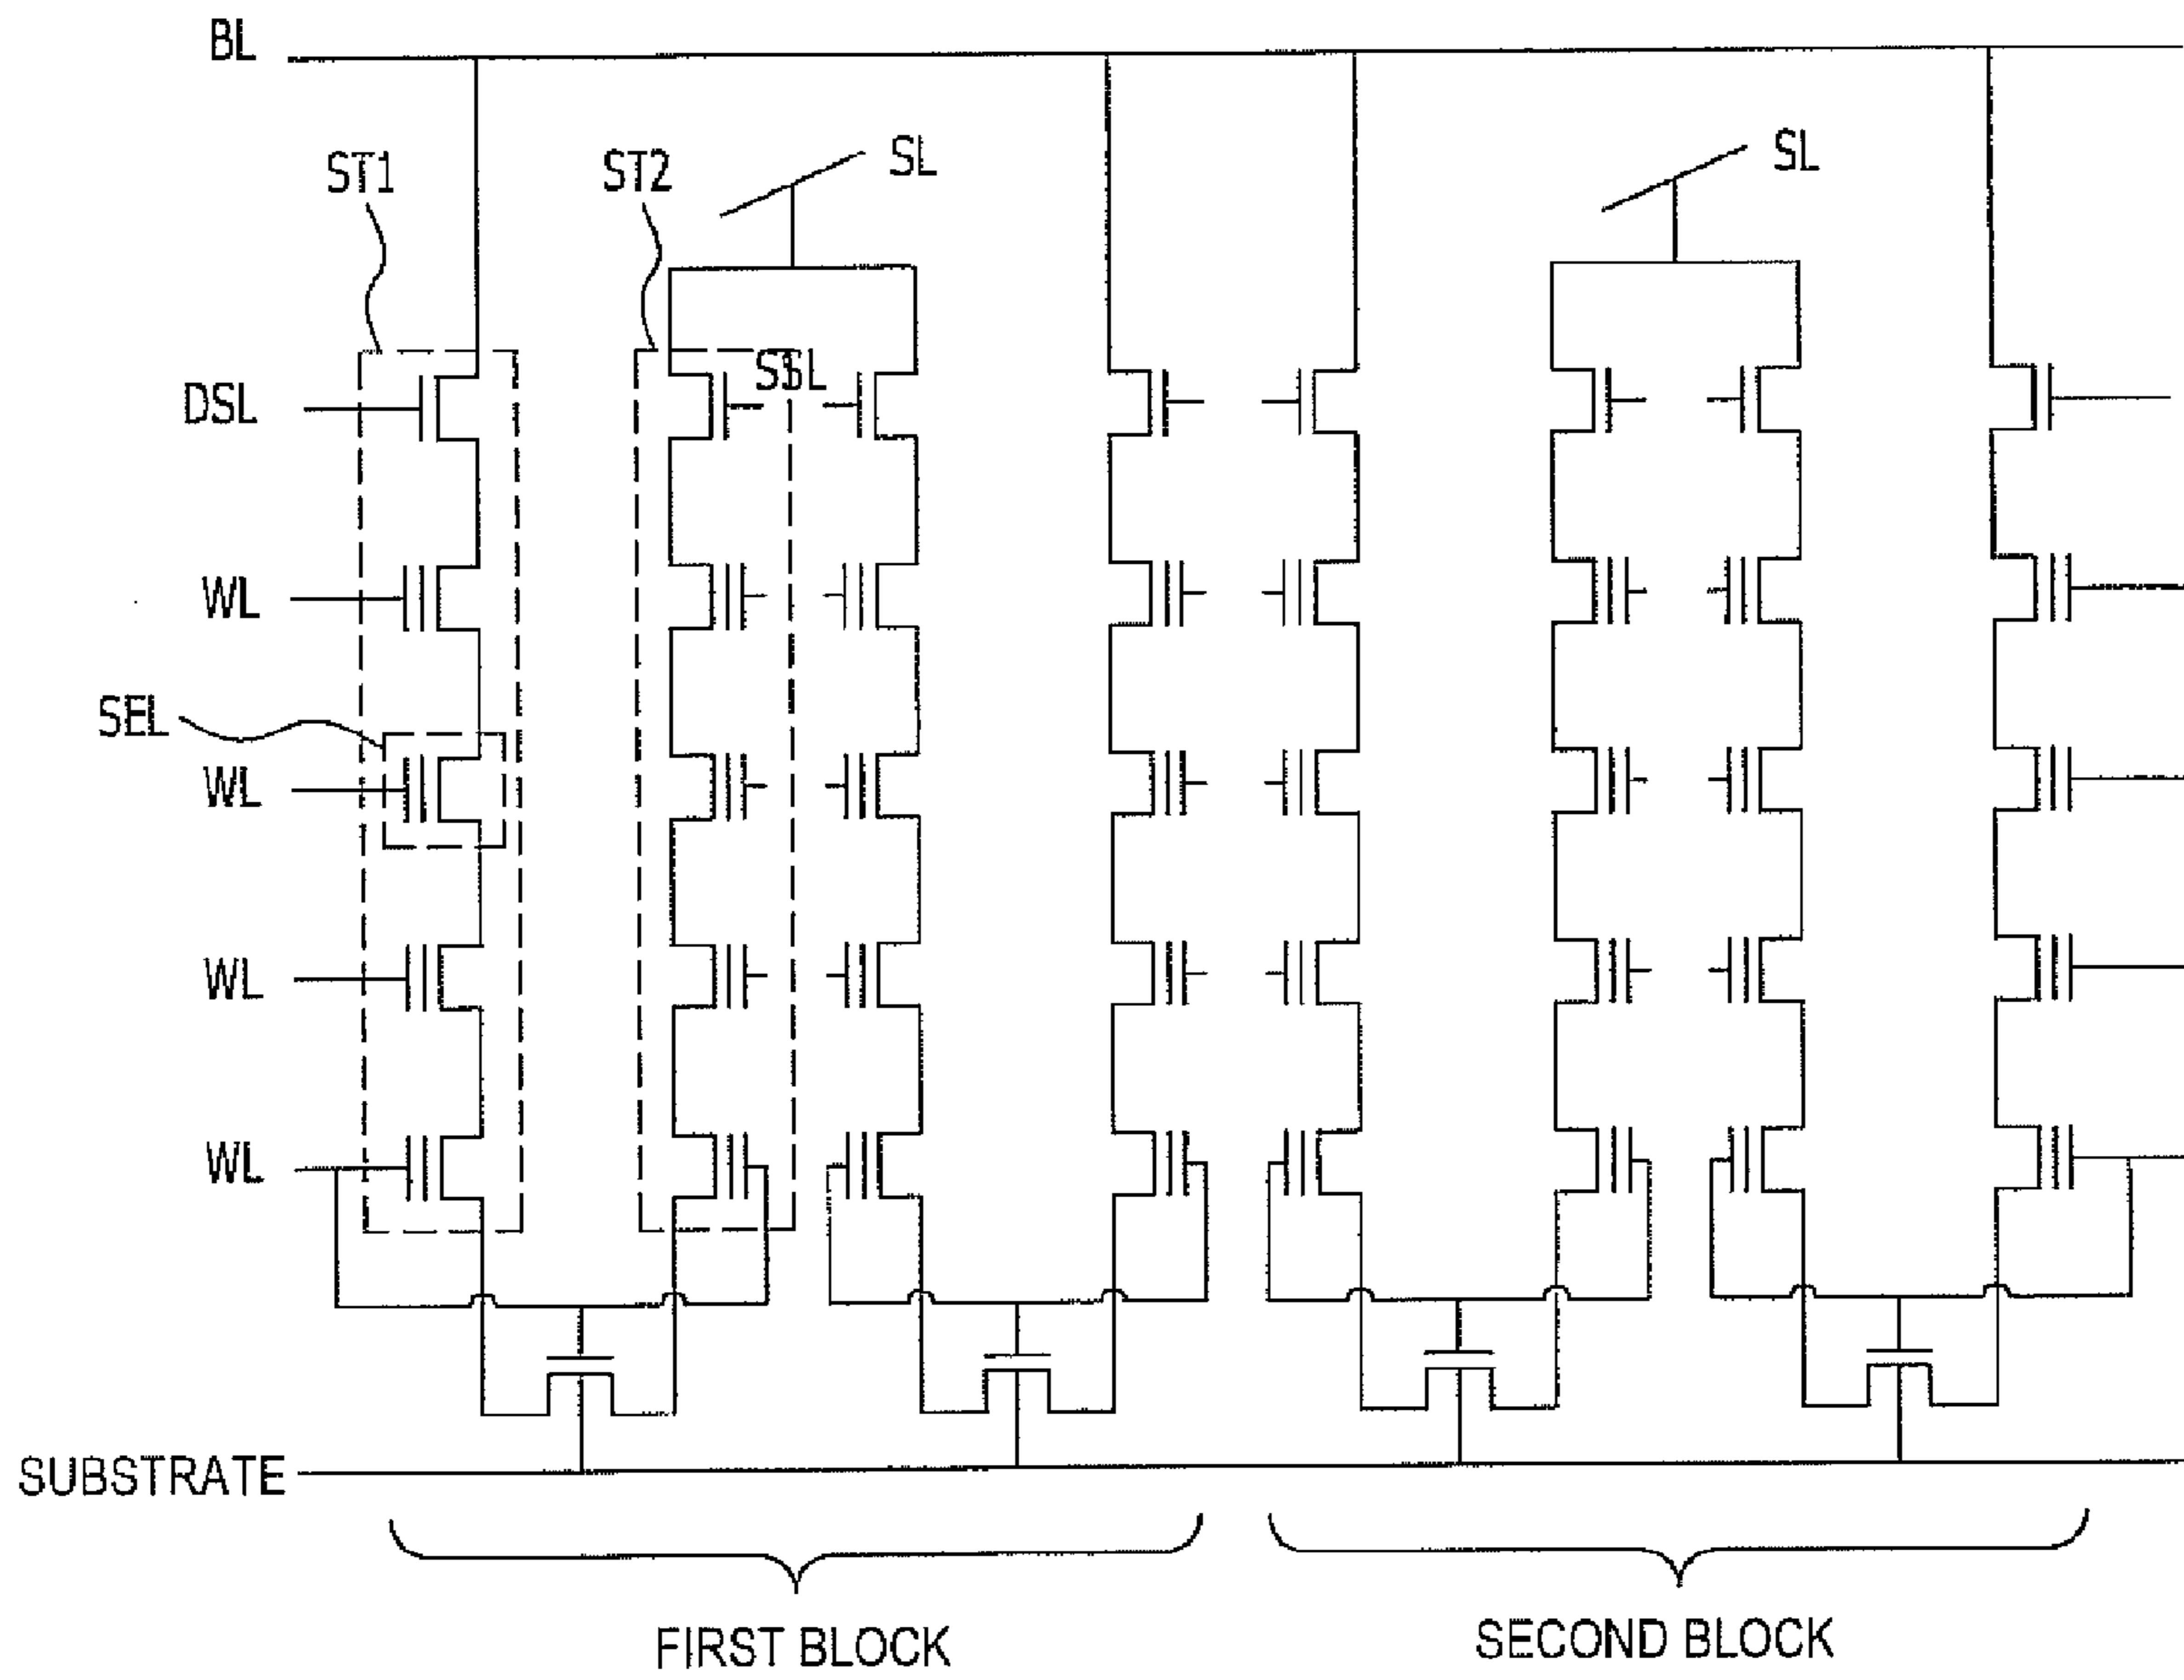 BL
ST1
ST2
SL
SL
SSL
DSL
WL
SEL
WL
WL
WL
SUBSTRATE
FIRST BLOCK
SECOND BLOCK